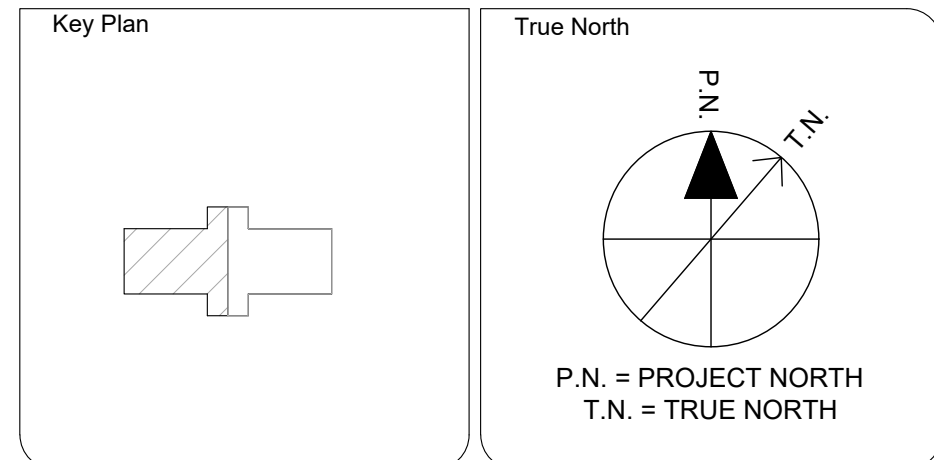 Key Plan
True North
P.N.
T.N.
P.N. = PROJECT NORTH
T.N. = TRUE NORTH